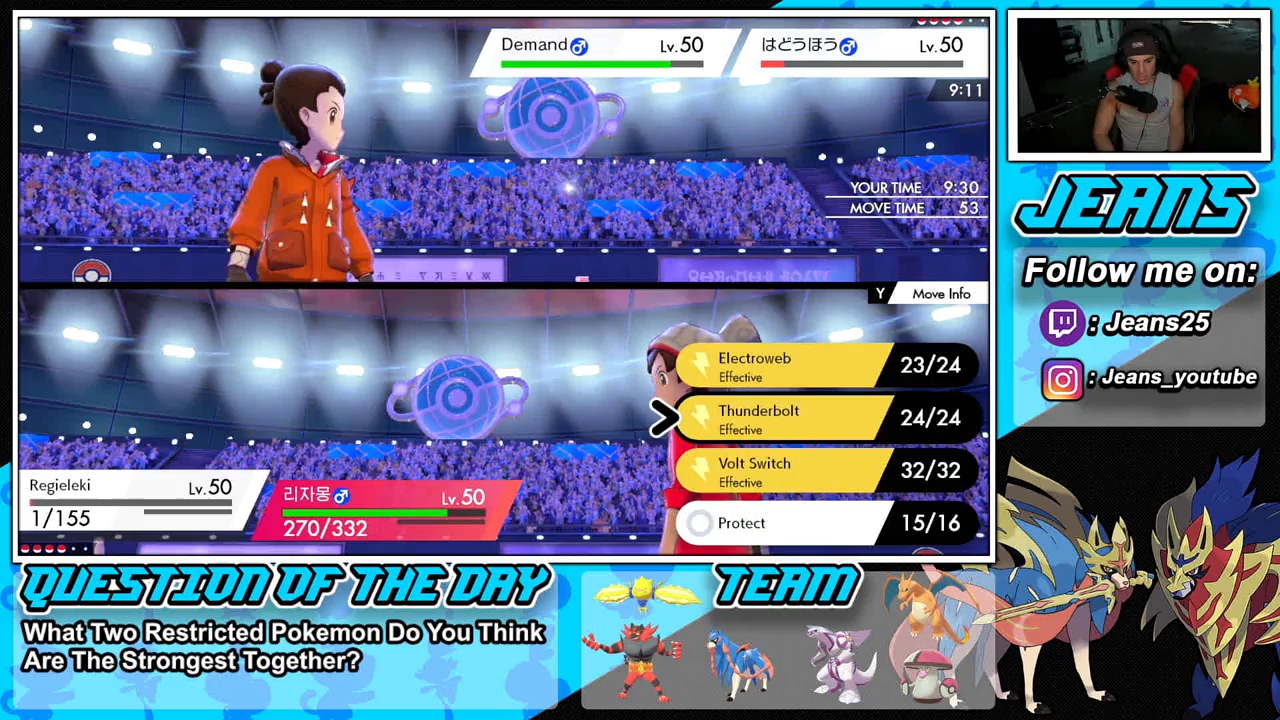 Demand♂ Lv.50
はどうほう♂ Lv.50
9:11
YOUR TIME 9:30
MOVE TIME 53
Y Move Info
Electroweb
Effective
23/24
Thunderbolt
Effective
24/24
Volt Switch
Effective
32/32
Protect
15/16
Regieleki Lv.50
1/155
리자몽♂ Lv.50
270/332
JEANS
Follow me on:
: Jeans25
: Jeans_youtube
QUESTION OF THE DAY
What Two Restricted Pokemon Do You Think
Are The Strongest Together?
TEAM